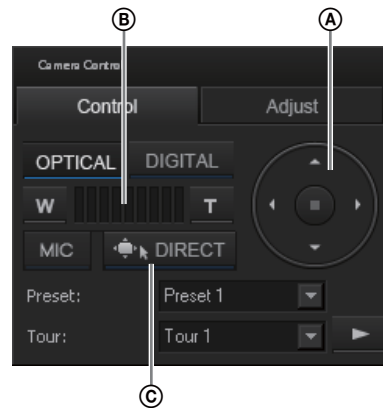 B A
Camera Control
Control Adjust
OPTICAL DIGITAL
W T
MIC DIRECT
Preset: Preset 1
Tour: Tour 1
C